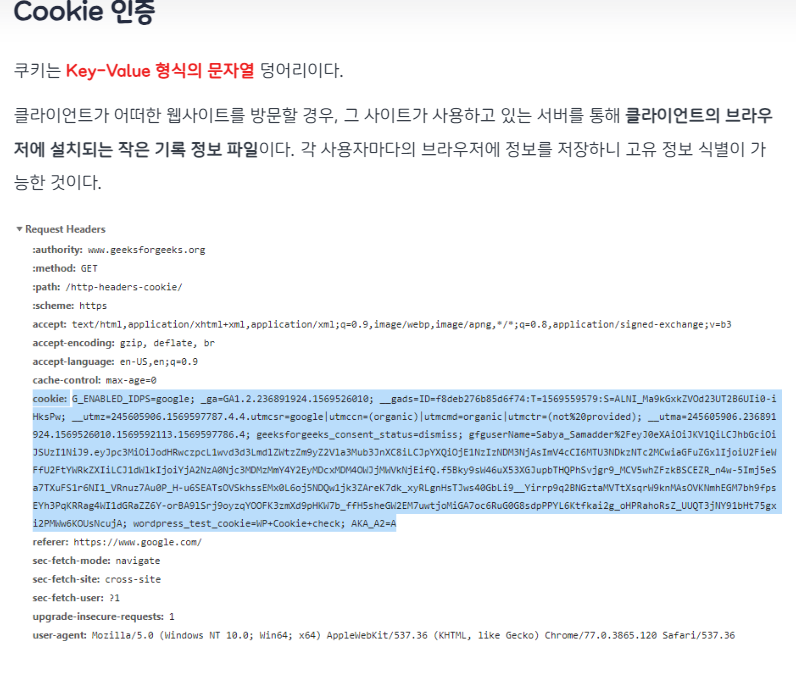 Cookie 인증
쿠키는 Key-Value 형식의 문자열 덩어리이다.
클라이언트가 어떠한 웹사이트를 방문할 경우, 그 사이트가 사용하고 있는 서버를 통해 클라이언트의 브라우
저에 설치되는 작은 기록 정보 파일이다. 각 사용자마다의 브라우저에 정보를 저장하니 고유 정보 식별이 가
능한 것이다.
▼ Request Headers
:authority: www.geeksforgeeks.org
:method: GET
:path: /http-headers-cookie/
:scheme: https
accept: text/html,application/xhtml+xml,application/xml;q=0.9,image/webp,image/apng,*/*;q=0.8,application/signed-exchange;v=b3
accept-encoding: gzip, deflate, br
accept-language: en-US,en;q=0.9
cache-control: max-age=0
cookie: G_ENABLED_IDPS=google; _ga=GA1.2.236891924.1569526010; __gads=ID=f8deb276b85d6f74:T=1569559579:S=ALNI_Ma9kGxkZVOd23UT2B6UIi0-i
HksPw; __utmz=245605906.1569597787.4.4.utmcsr=google|utmccn=(organic)|utmcmd=organic|utmctr=(not%20provided); __utma=245605906.236891
924.1569526010.1569592113.1569597786.4; geeksforgeeks_consent_status=dismiss; gfguserName=Sabya_Samadder%2FeyJ0eXAiOiJKV1QiLCJhbGciOi
JSUzI1NiJ9.eyJpc3MiOiJodHRwczpcL1wvd3d3Lmdl
wordpress_test_cookie=WP+Cookie+check; AKA_A2=A
referer: https://www.google.com/
sec-fetch-mode: navigate
sec-fetch-site: cross-site
sec-fetch-user: ?1
upgrade-insecure-requests: 1
user-agent: Mozilla/5.0 (Windows NT 10.0; Win64; x64) AppleWebKit/537.36 (KHTML, like Gecko) Chrome/77.0.3865.120 Safari/537.36